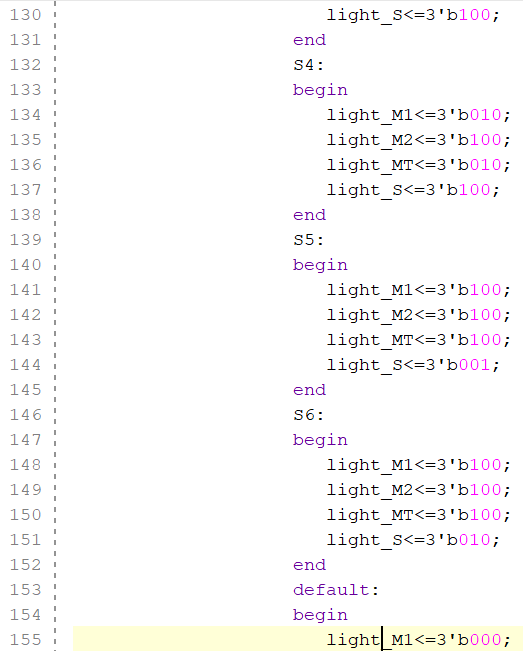 130 light_S<=3'b100;
131 end
132 S4:
133 begin
134 light_M1<=3'b010;
135 light_M2<=3'b100;
136 light_MT<=3'b010;
137 light_S<=3'b100;
138 end
139 S5:
140 begin
141 light_M1<=3'b100;
142 light_M2<=3'b100;
143 light_MT<=3'b100;
144 light_S<=3'b001;
145 end
146 S6:
147 begin
148 light_M1<=3'b100;
149 light_M2<=3'b100;
150 light_MT<=3'b100;
151 light_S<=3'b010;
152 end
153 default:
154 begin
155 light_M1<=3'b000;